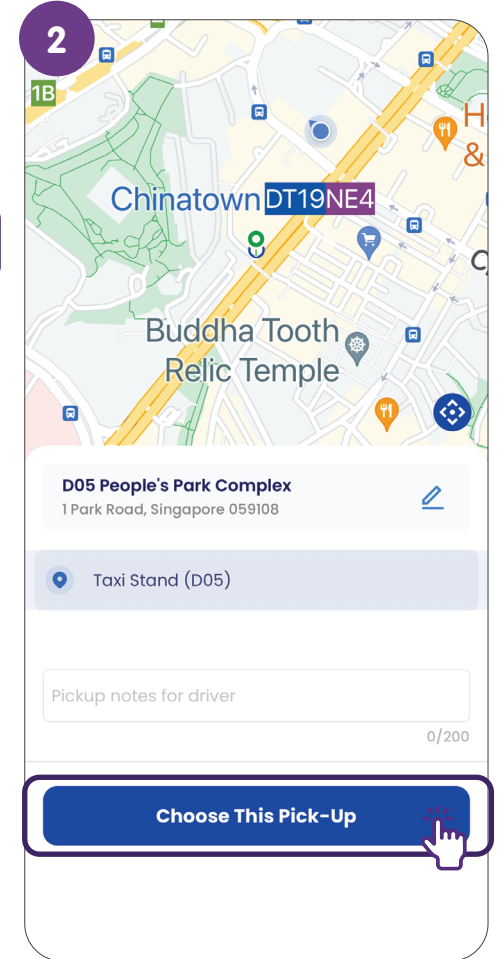 2
1B
H
&
Chinatown DT19 NE4
C
Buddha Tooth
Relic Temple
D05 People's Park Complex
1 Park Road, Singapore 059108
Taxi Stand (D05)
Pickup notes for driver
0/200
Choose This Pick-Up